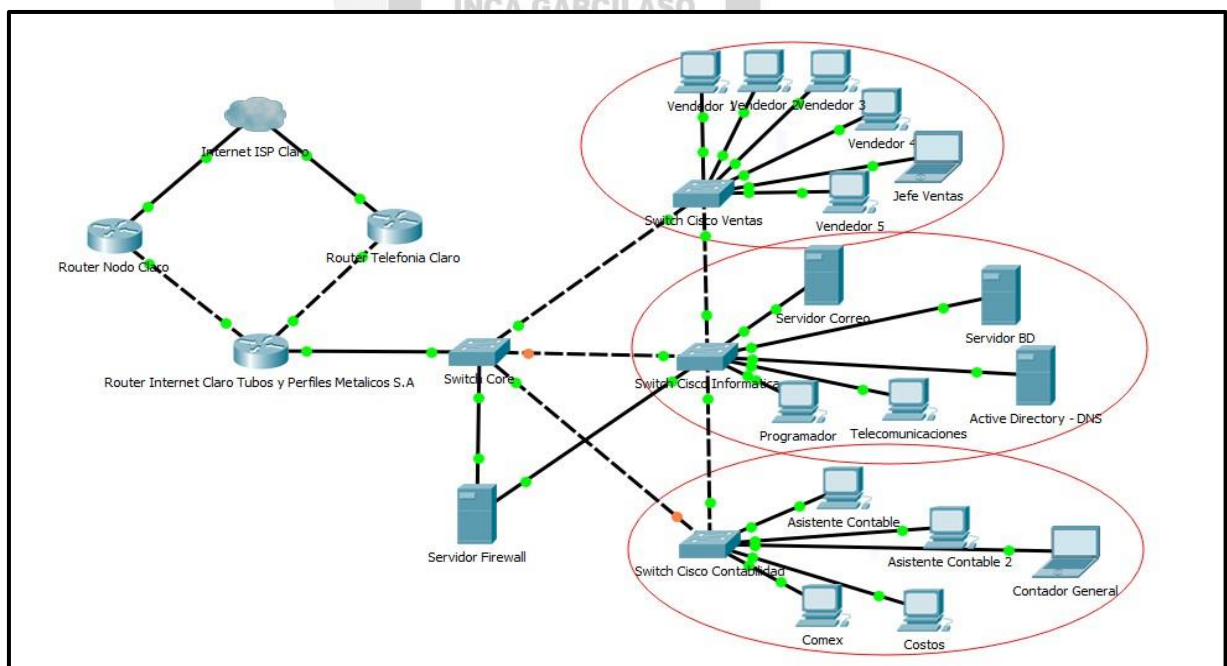 INCA GARCILASO
Vendedor 1
Vendedor 2
Vendedor 3
Vendedor 4
Jefe Ventas
Vendedor 5
Switch Cisco Ventas
Internet ISP Claro
Router Nodo Claro
Router Telefonia Claro
Router Internet Claro Tubos y Perfiles Metalicos S.A
Switch Core
Servidor Firewall
Servidor Correo
Servidor BD
Switch Cisco Informatica
Programador
Telecomunicaciones
Active Directory - DNS
Asistente Contable
Asistente Contable 2
Switch Cisco Contabilidad
Contador General
Comex
Costos